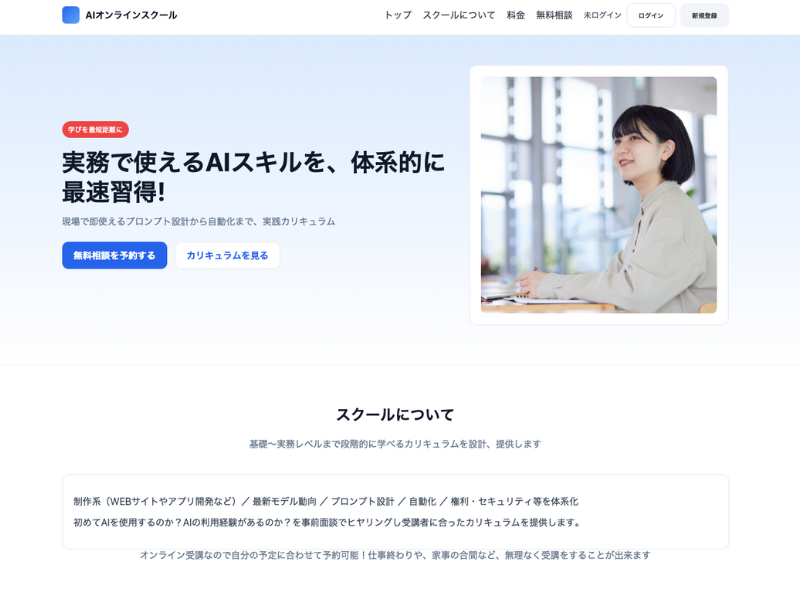 AIオンラインスクール
トップ スクールについて 料金 無料相談 未ログイン ログイン 新規登録
学びを最短距離に
実務で使えるAIスキルを、体系的に
最速習得!
現場で即使えるプロンプト設計から自動化まで、実践カリキュラム
無料相談を予約する カリキュラムを見る
スクールについて
基礎〜実務レベルまで段階的に学べるカリキュラムを設計、提供します
制作系（WEBサイトやアプリ開発など）／ 最新モデル動向 ／ プロンプト設計 ／ 自動化 ／ 権利・セキュリティ等を体系化
初めてAIを使用するのか？AIの利用経験があるのか？を事前面談でヒヤリングし受講者に合ったカリキュラムを提供します。
オンライン受講なので自分の予定に合わせて予約可能！仕事終わりや、家事の合間など、無理なく受講をすることが出来ます